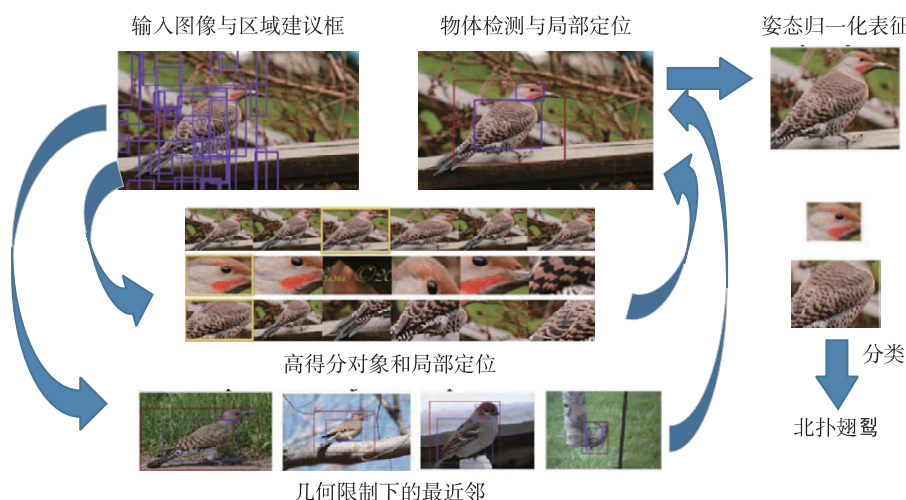 输入图像与区域建议框
物体检测与局部定位
姿态归一化表征
高得分对象和局部定位
分类
北扑翅䴕
几何限制下的最近邻